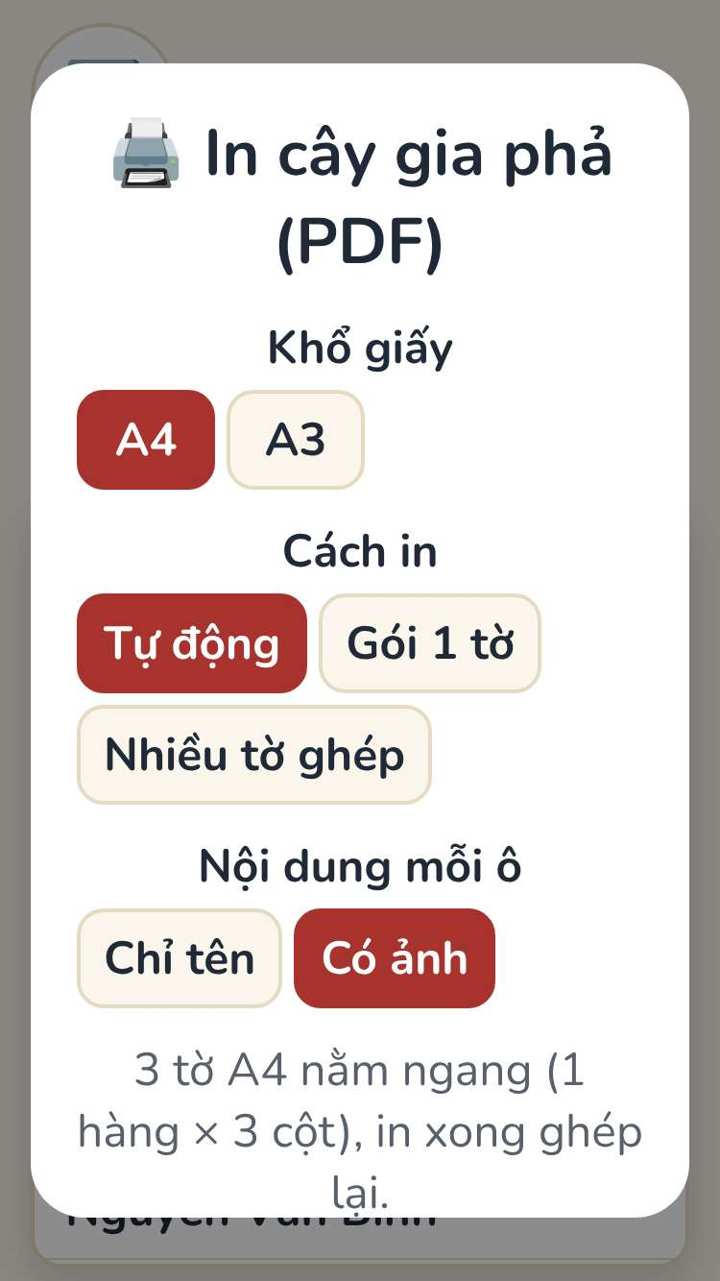 In cây gia phả
(PDF)
Khổ giấy
A4 A3
Cách in
Tự động Gói 1 tờ
Nhiều tờ ghép
Nội dung mỗi ô
Chỉ tên Có ảnh
3 tờ A4 nằm ngang (1
hàng × 3 cột), in xong ghép
lại.